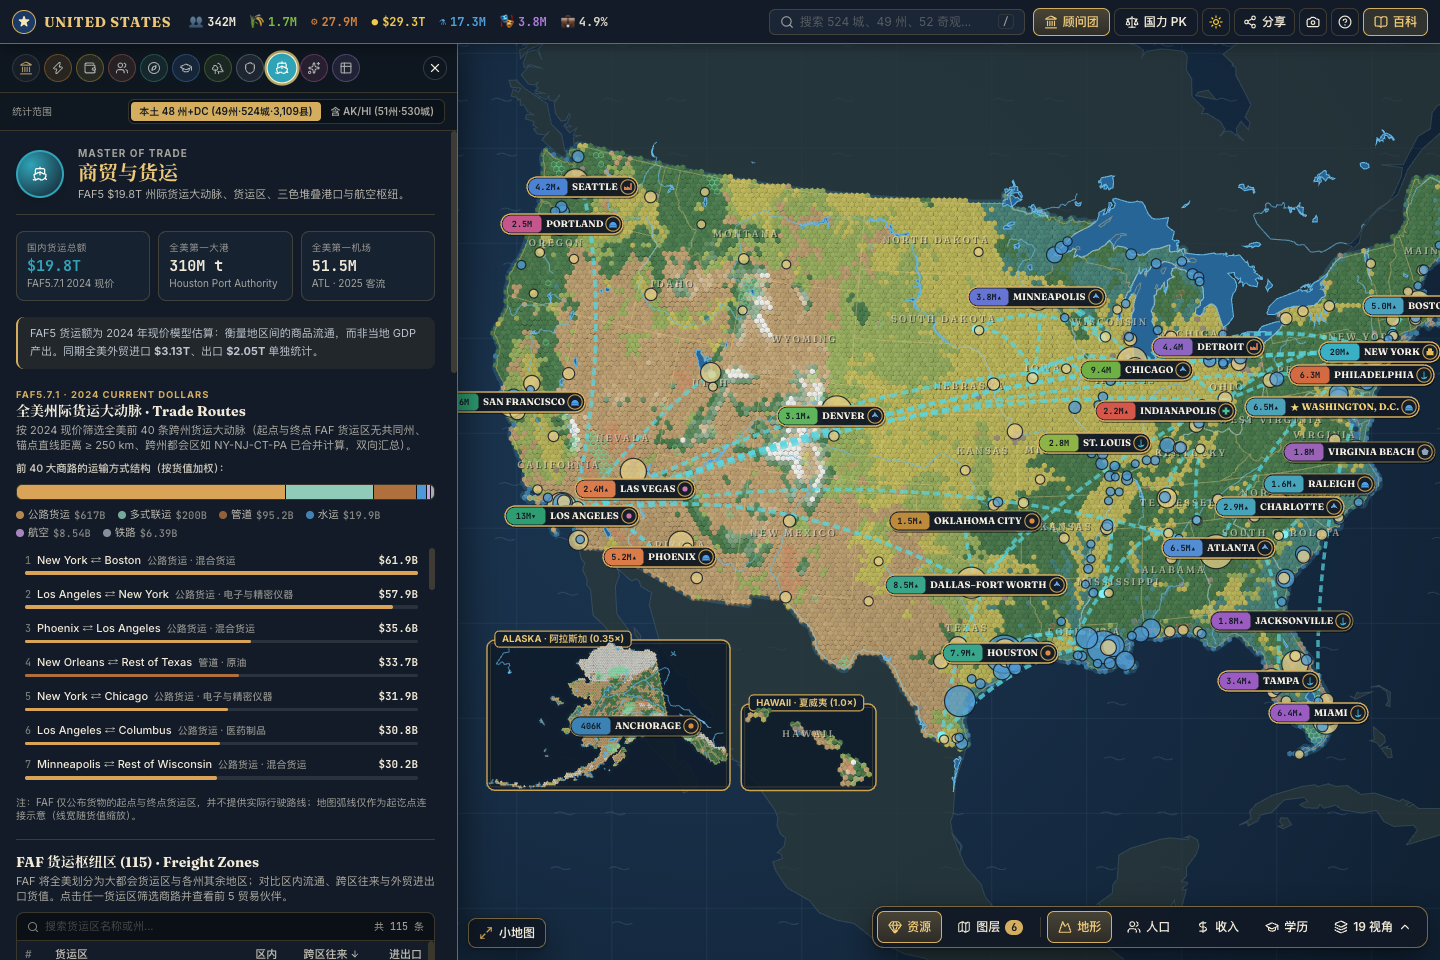 UNITED STATES
342M 1.7M 27.9M $29.3T 17.3M 3.8M 4.9%
搜索 524 城、49 州、52 奇观... /
顾问团 国力 PK 分享 百科
统计范围
本土 48 州+DC (49州·524城·3,109县)
含 AK/HI (51州·530城)
MASTER OF TRADE
商贸与货运
FAF5 $19.8T 州际货运大动脉、货运区、三色堆叠港口与航空枢纽。
国内货运总额
$19.8T
FAF5.7.1 2024 现价
全美第一大港
310M t
Houston Port Authority
全美第一机场
51.5M
ATL · 2025 客流
FAF5 货运额为 2024 年现价模型估算：衡量地区间的商品流通，而非当地 GDP
产出。同期全美外贸进口 $3.13T、出口 $2.05T 单独统计。
FAF5.7.1 · 2024 CURRENT DOLLARS
全美州际货运大动脉 · Trade Routes
按 2024 现价筛选全美前 40 条跨州货运大动脉（起点与终点 FAF 货运区无共同州、
锚点直线距离 ≥ 250 km，跨州都会区如 NY-NJ-CT-PA 已合并计算，双向汇总）。
前 40 大商路的运输方式结构（按货值加权）：
公路货运 $617B 多式联运 $200B 管道 $95.2B 水运 $19.9B
航空 $8.54B 铁路 $6.39B
1 New York ⇄ Boston 公路货运 · 混合货物 $61.9B
2 Los Angeles ⇄ New York 公路货运 · 电子与精密仪器 $57.9B
3 Phoenix ⇄ Los Angeles 公路货运 · 混合货物 $35.6B
4 New Orleans ⇄ Rest of Texas 管道 · 原油 $33.7B
5 New York ⇄ Chicago 公路货运 · 电子与精密仪器 $31.9B
6 Los Angeles ⇄ Columbus 公路货运 · 医药制品 $30.8B
7 Minneapolis ⇄ Rest of Wisconsin 公路货运 · 混合货物 $30.2B
注：FAF 仅公布货物的起点与终点货运区，并不提供实际行驶路线；地图弧线仅作为起讫点连
接示意（线宽随货值缩放）。
FAF 货运枢纽区 (115) · Freight Zones
FAF 将全美划分为大都会货运区与各州其余地区；对比区内流通、跨区往来与外贸进出
口货值。点击任一货运区筛选商路并查看前 5 贸易伙伴。
搜索货运区名称或州... 共 115 条
# 货运区 区内 跨区往来 ↓ 进出口
4.2M SEATTLE
2.5M PORTLAND
OREGON
MONTANA
NORTH DAKOTA
MAIN
IDAHO
3.8M MINNEAPOLIS
5.0M BOSTO
SOUTH DAKOTA
WISCONSIN
WYOMING
4.4M DETROIT
20M NEW YORK
9.4M CHICAGO
6.3M PHILADELPHIA
NEBRAS
OHIO
6M SAN FRANCISCO
3.1M DENVER
2.2M INDIANAPOLIS
6.5M ★ WASHINGTON, D.C.
NEVADA
2.8M ST. LOUIS
VIRGINIA
KANSAS
1.8M VIRGINIA BEACH
CALIFORNIA
2.4M LAS VEGAS
1.6M RALEIGH
2.9M CHARLOTTE
13M LOS ANGELES
1.5M OKLAHOMA CITY
KANSAS
NEW MEXICO
5.2M PHOENIX
6.5M ATLANTA
ALABAMA
8.5M DALLAS–FORT WORTH
1.8M JACKSONVILLE
TEXAS
7.9M HOUSTON
3.4M TAMPA
6.4M MIAMI
ALASKA · 阿拉斯加 (0.35×)
406K ANCHORAGE
HAWAII · 夏威夷 (1.0×)
HAWAII
小地图
资源 图层 6 地形 人口 收入 学历 19 视角